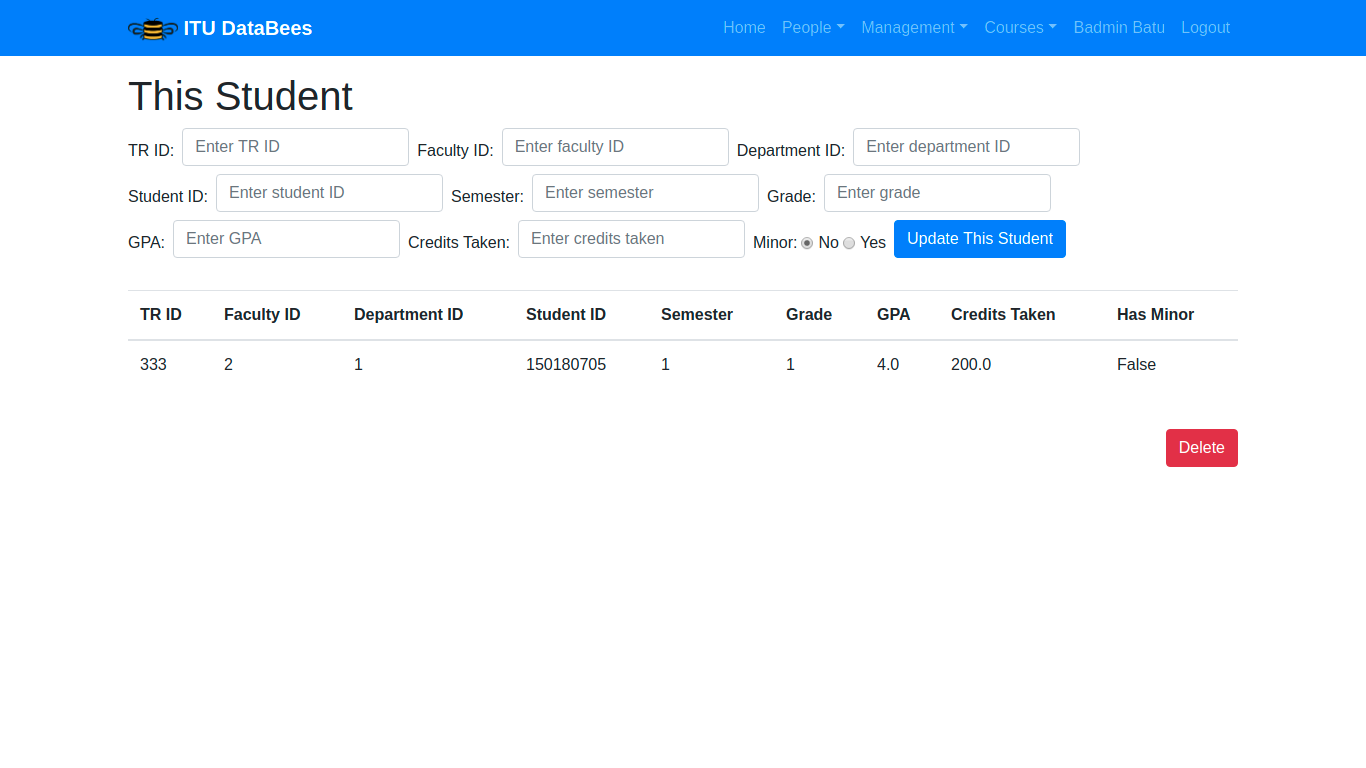 ITU DataBees Home People Management Courses Badmin Batu Logout
This Student
TR ID: Enter TR ID Faculty ID: Enter faculty ID Department ID: Enter department ID
Student ID: Enter student ID Semester: Enter semester Grade: Enter grade
GPA: Enter GPA Credits Taken: Enter credits taken Minor: No Yes Update This Student
TR ID Faculty ID Department ID Student ID Semester Grade GPA Credits Taken Has Minor
333 2 1 150180705 1 1 4.0 200.0 False
Delete